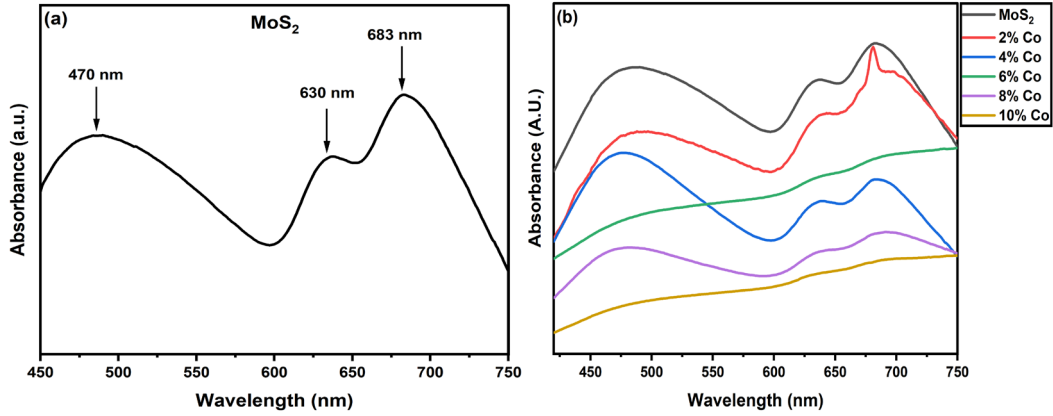 (a)
MoS₂
470 nm
630 nm
683 nm
Absorbance (a.u.)
450 500 550 600 650 700 750
Wavelength (nm)
(b)
Absorbance (A.U.)
450 500 550 600 650 700 750
Wavelength (nm)
MoS₂
2% Co
4% Co
6% Co
8% Co
10% Co